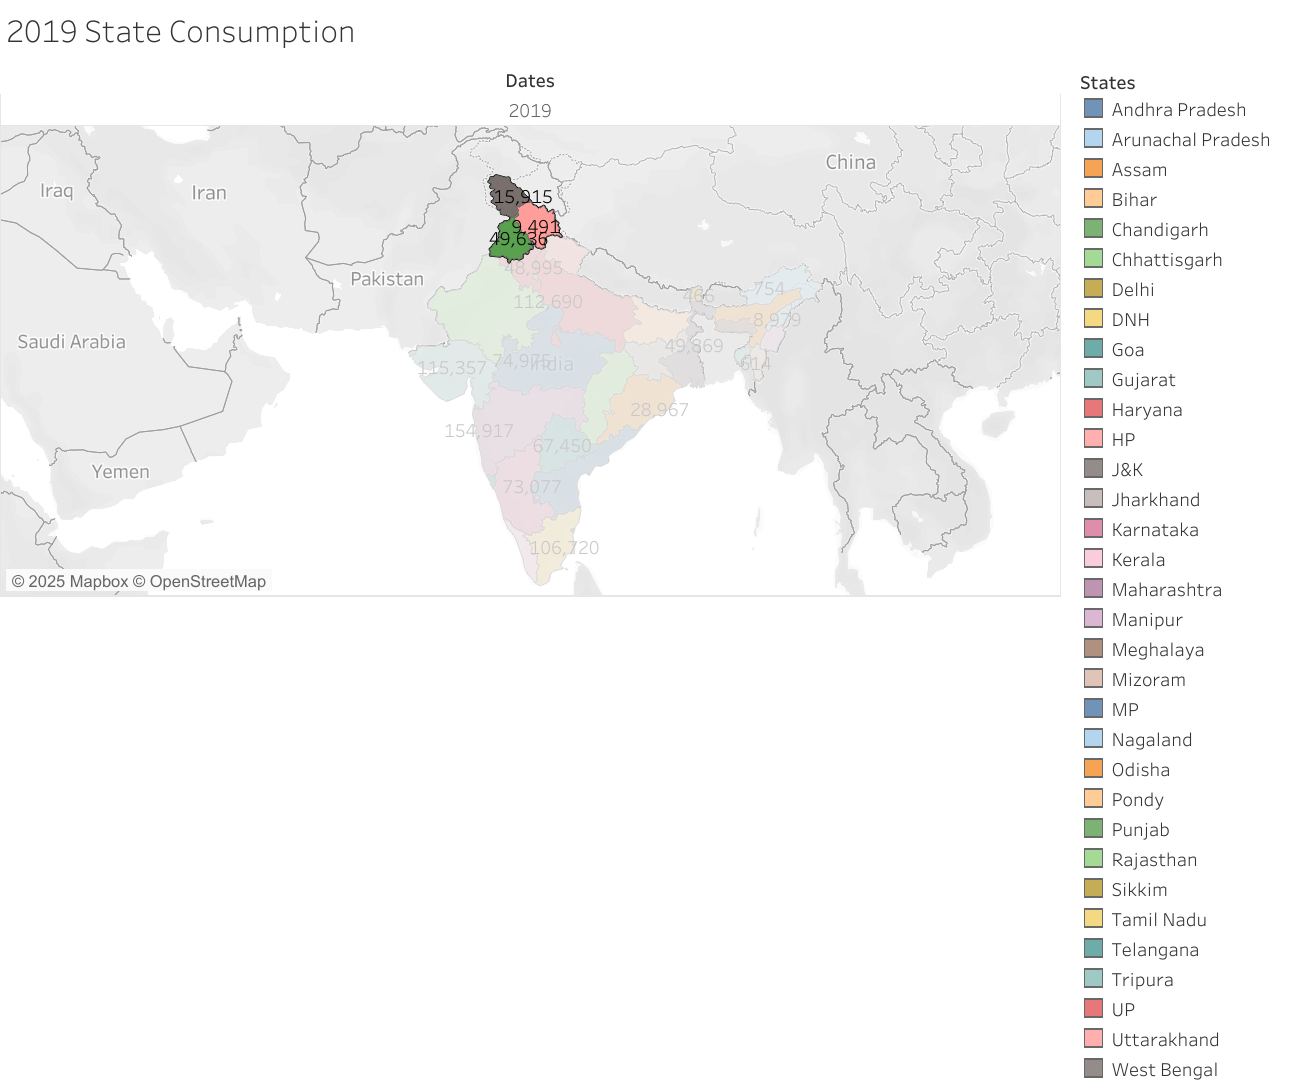 2019 State Consumption
Dates
2019
States
Andhra Pradesh
Arunachal Pradesh
Assam
Bihar
Chandigarh
Chhattisgarh
Delhi
DNH
Goa
Gujarat
Haryana
HP
J&K
Jharkhand
Karnataka
Kerala
Maharashtra
Manipur
Meghalaya
Mizoram
MP
Nagaland
Odisha
Pondy
Punjab
Rajasthan
Sikkim
Tamil Nadu
Telangana
Tripura
UP
Uttarakhand
West Bengal
China
Iraq
Iran
15,915
9,491
49,636
Pakistan
48,995
112,690
466
754
8,979
Saudi Arabia
49,869
115,357
74,975
India
614
28,967
154,917
67,450
Yemen
73,077
106,720
© 2025 Mapbox © OpenStreetMap